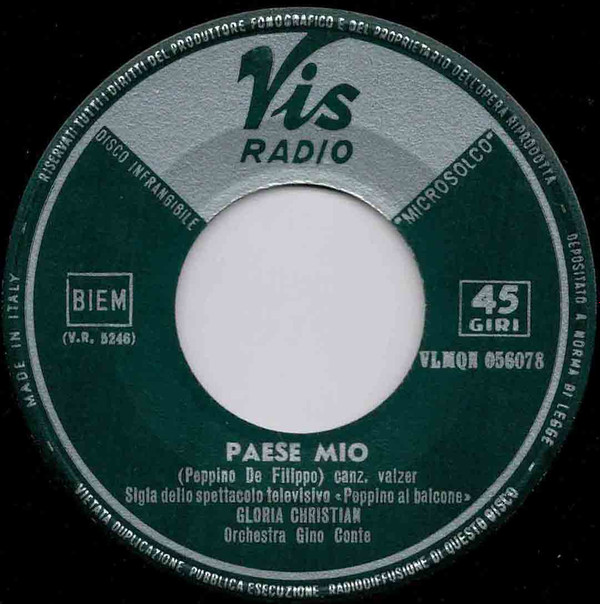 RISERVATI TUTTI I DIRITTI DEL PRODUTTORE FONOGRAFICO E DEL PROPRIETARIO DELL'OPERA RIPRODOTTA
Vis
RADIO
DISCO INFRANGIBILE
"MICROSOLCO"
BIEM
(V.R. 5246)
45
GIRI
VLMQN 056078
MADE IN ITALY
DEPOSITATO A NORMA DI LEGGE
PAESE MIO
(Peppino De Filippo) canz. valzer
Sigla dello spettacolo televisivo «Peppino al balcone»
GLORIA CHRISTIAN
Orchestra Gino Conte
VIETATA DUPLICAZIONE, PUBBLICA ESECUZIONE, RADIODIFFUSIONE DI QUESTO DISCO